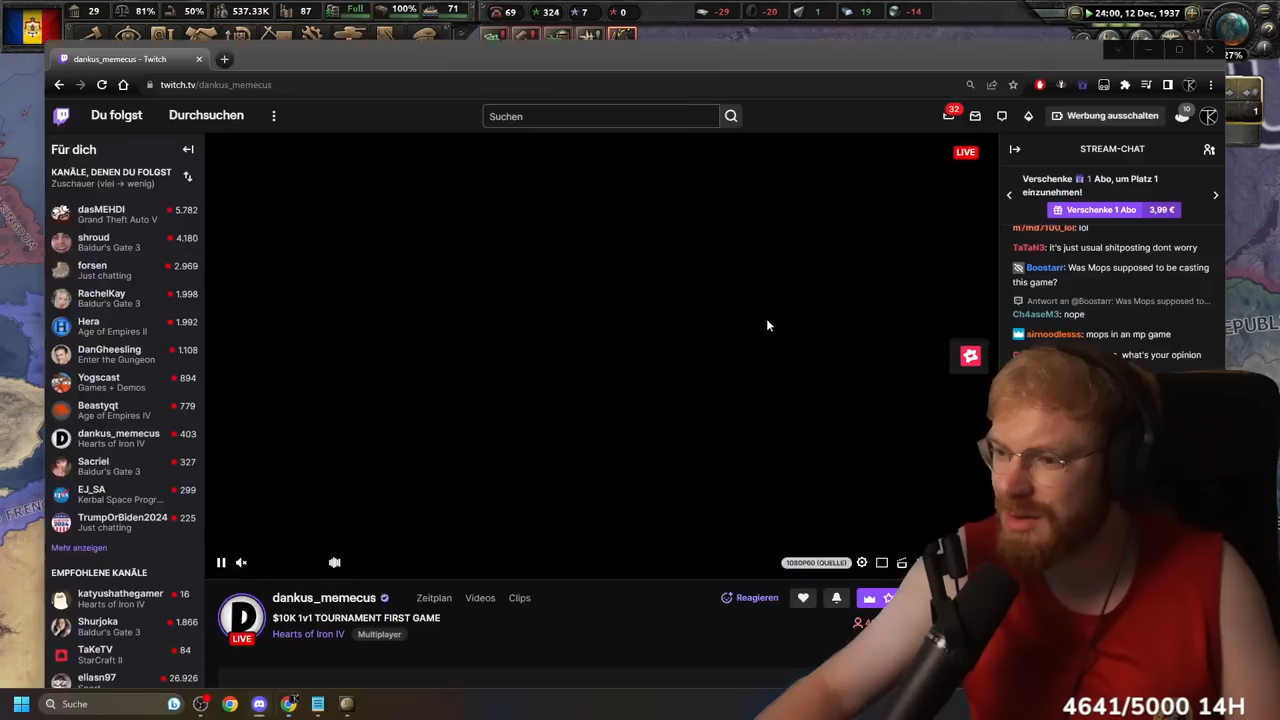 29 81% 50% 537.33K 87 Full 100% 71 69 324 7 0 -29 -20 1 19 -14 24:00, 12 Dec, 1937
dankus_memecus - Twitch
27%
twitch.tv/dankus_memecus
Du folgst Durchsuchen Suchen 32 Werbung ausschalten 10
Für dich
KANÄLE, DENEN DU FOLGST
Zuschauer (viel → wenig)
dasMEHDI 5.782
Grand Theft Auto V
shroud 4.180
Baldur's Gate 3
forsen 2.969
Just chatting
RachelKay 1.998
Baldur's Gate 3
Hera 1.992
Age of Empires II
DanGheesling 1.108
Enter the Gungeon
Yogscast 894
Games + Demos
Beastyqt 779
Age of Empires IV
dankus_memecus 403
Hearts of Iron IV
Sacriel 327
Baldur's Gate 3
EJ_SA 299
Kerbal Space Progr...
TrumpOrBiden2024 225
Just chatting
Mehr anzeigen
EMPFOHLENE KANÄLE
katyushathegamer 16
Hearts of Iron IV
Shurjoka 1.866
Baldur's Gate 3
TaKeTV 84
StarCraft II
eliasn97 26.926
LIVE
1080P60 (QUELLE)
dankus_memecus Zeitplan Videos Clips
Reagieren
$10K 1v1 TOURNAMENT FIRST GAME
LIVE
Hearts of Iron IV Multiplayer
STREAM-CHAT
Verschenke 1 Abo, um Platz 1
einzunehmen!
Verschenke 1 Abo 3,99 €
m7md7100_lol: lol
TaTaN3: it's just usual shitposting dont worry
Boostarr: Was Mops supposed to be casting
this game?
Antwort an @Boostarr: Was Mops supposed to...
Ch4aseM3: nope
sirnoodlesss: mops in an mp game
what's your opinion
1
KINGDOM
FRENC
EPUBLIC
Suche
4641/5000 14H